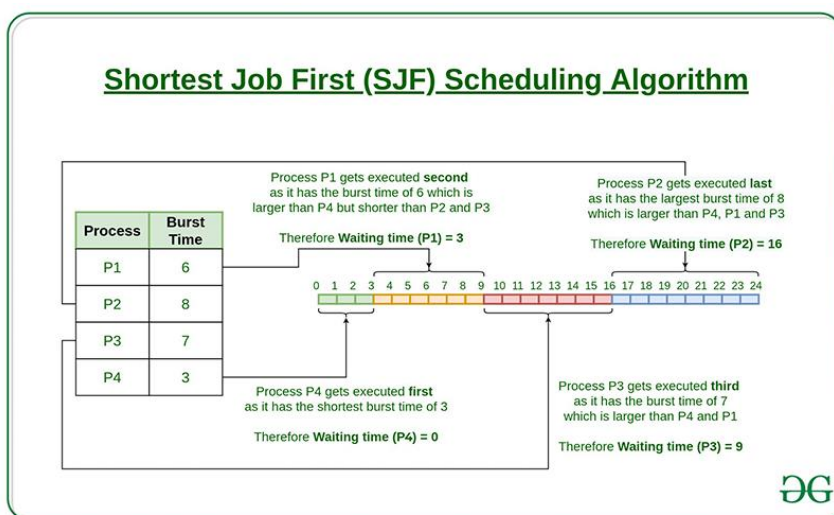 Shortest Job First (SJF) Scheduling Algorithm
Process P1 gets executed second
as it has the burst time of 6 which is
larger than P4 but shorter than P2 and P3
Therefore Waiting time (P1) = 3
Process P2 gets executed last
as it has the largest burst time of 8
which is larger than P4, P1 and P3
Therefore Waiting time (P2) = 16
Process Burst Time
P1 6
P2 8
P3 7
P4 3
0 1 2 3 4 5 6 7 8 9 10 11 12 13 14 15 16 17 18 19 20 21 22 23 24
Process P4 gets executed first
as it has the shortest burst time of 3
Therefore Waiting time (P4) = 0
Process P3 gets executed third
as it has the burst time of 7
which is larger than P4 and P1
Therefore Waiting time (P3) = 9